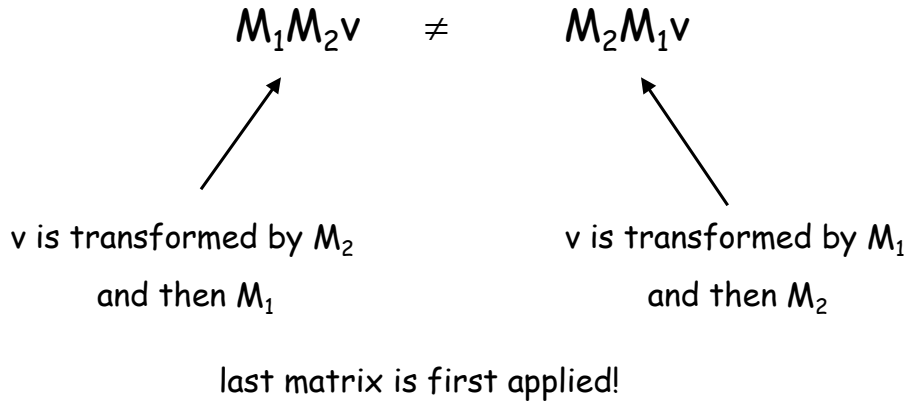 M₁M₂v ≠ M₂M₁v
v is transformed by M₂
and then M₁
v is transformed by M₁
and then M₂
last matrix is first applied!